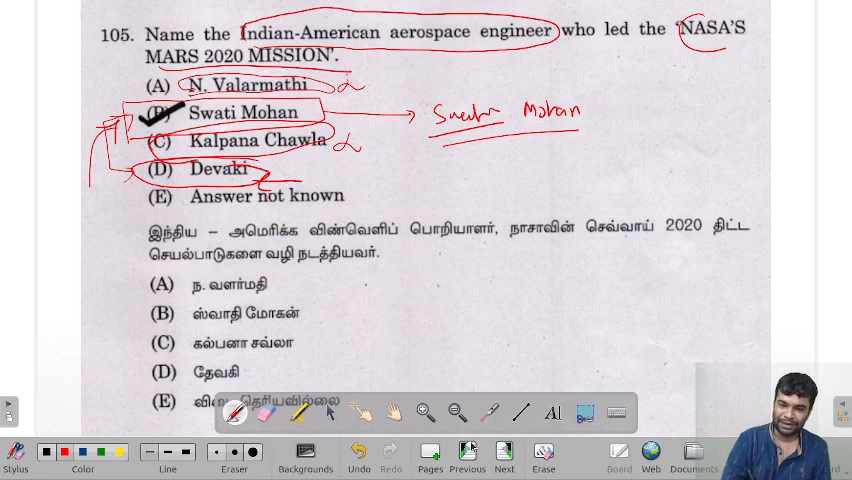 105. Name the Indian-American aerospace engineer who led the 'NASA'S
MARS 2020 MISSION'.
(A) N. Valarmathi
(B) Swati Mohan
Swathi Mohan
(C) Kalpana Chawla
(D) Devaki
(E) Answer not known
இந்திய – அமெரிக்க விண்வெளிப் பொறியாளர், நாசாவின் செவ்வாய் 2020 திட்ட
செயல்பாடுகளை வழி நடத்தியவர்.
(A) ந. வளர்மதி
(B) ஸ்வாதி மோகன்
(C) கல்பனா சவ்லா
(D) தேவகி
(E) விடை தெரியவில்லை
Stylus Color Line Eraser Backgrounds Undo Redo Pages Previous Next Erase Board Web Documents